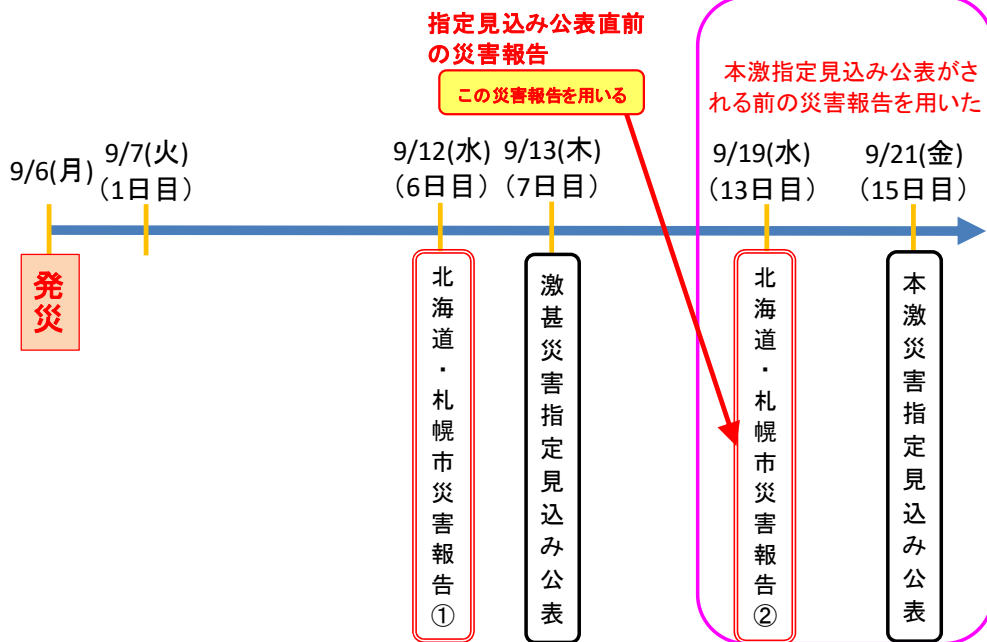 指定見込み公表直前
の災害報告
この災害報告を用いる
本激指定見込み公表がさ
れる前の災害報告を用いた
9/6(月)
9/7(火)
(1日目)
9/12(水)
(6日目)
9/13(木)
(7日目)
9/19(水)
(13日目)
9/21(金)
(15日目)
発災
北海道・札幌市災害報告①
激甚災害指定見込み公表
北海道・札幌市災害報告②
本激災害指定見込み公表